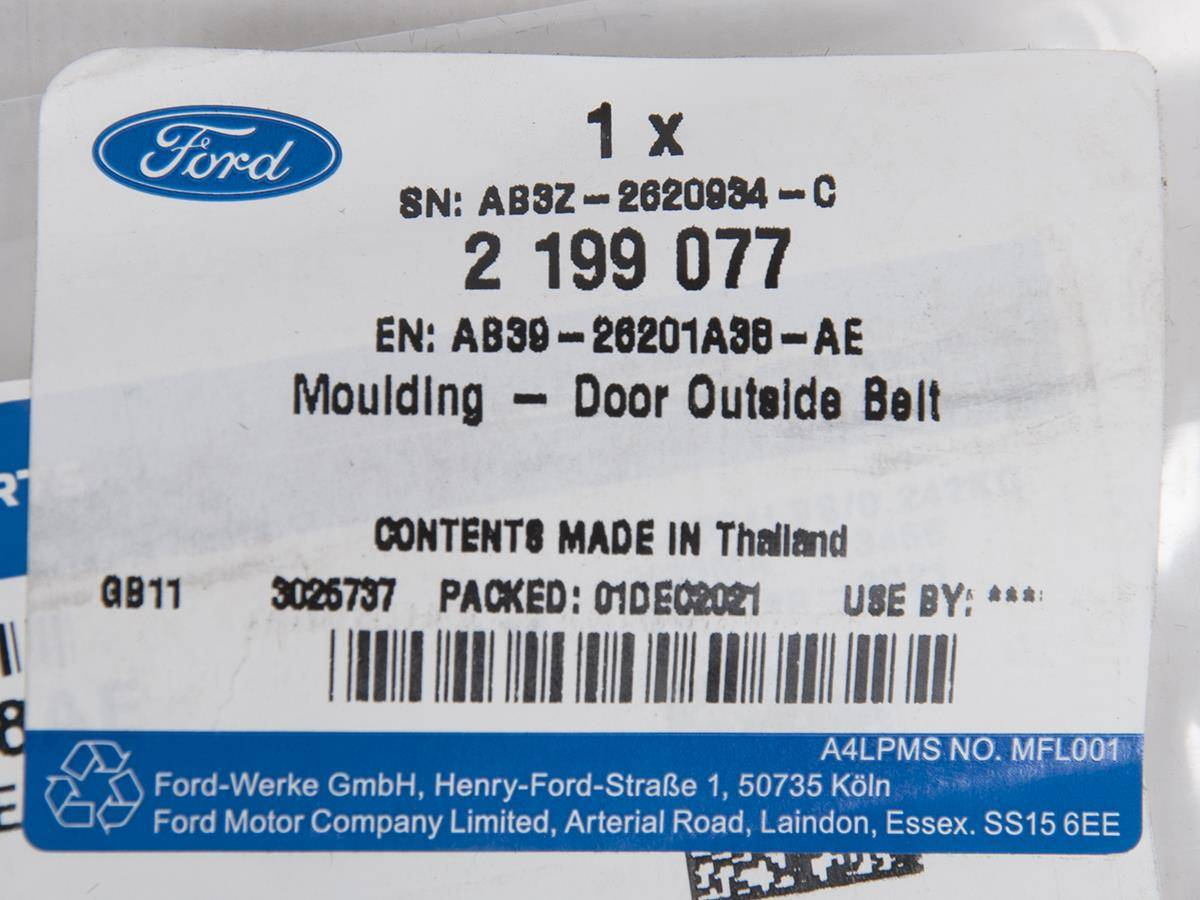 Ford
1 x
SN: AB3Z-2620934-C
2 199 077
EN: AB39-26201A38-AE
Moulding - Door Outside Belt
CONTENTS MADE IN Thailand
GB11 3025737 PACKED: 01DEC2021 USE BY: ***
A4LPMS NO. MFL001
Ford-Werke GmbH, Henry-Ford-Straße 1, 50735 Köln
Ford Motor Company Limited, Arterial Road, Laindon, Essex. SS15 6EE